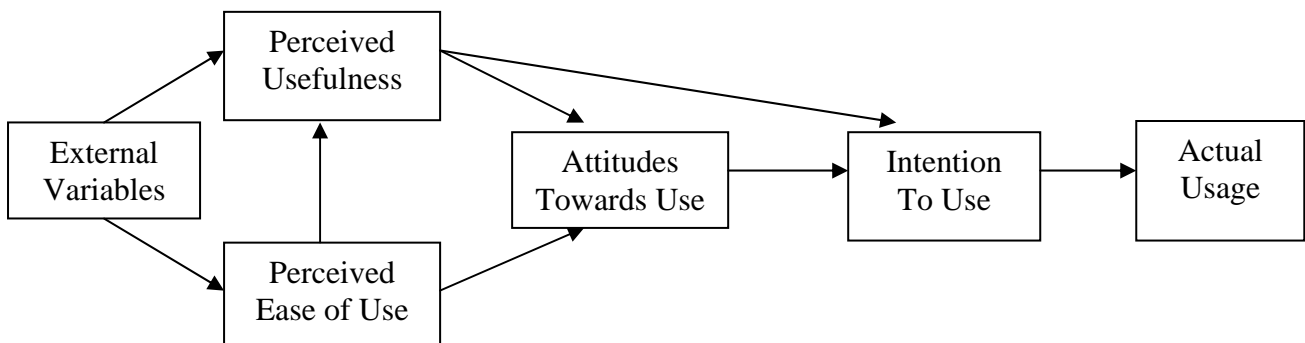 Perceived
Usefulness
External
Variables
Perceived
Ease of Use
Attitudes
Towards Use
Intention
To Use
Actual
Usage